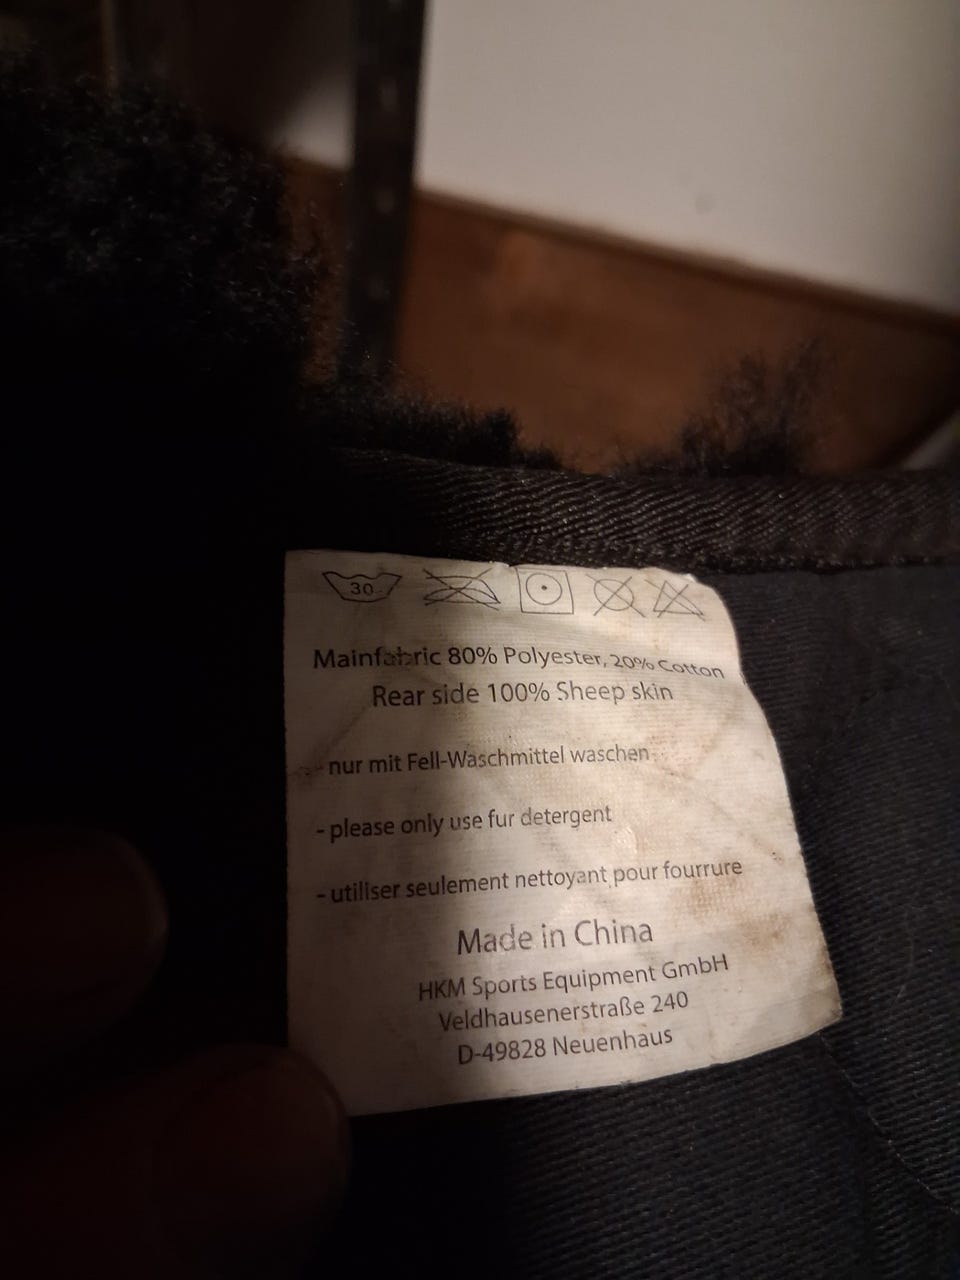 30
Mainfabric 80% Polyester, 20% Cotton
Rear side 100% Sheep skin
- nur mit Fell-Waschmittel waschen
- please only use fur detergent
- utiliser seulement nettoyant pour fourrure
Made in China
HKM Sports Equipment GmbH
Veldhausenerstraße 240
D-49828 Neuenhaus